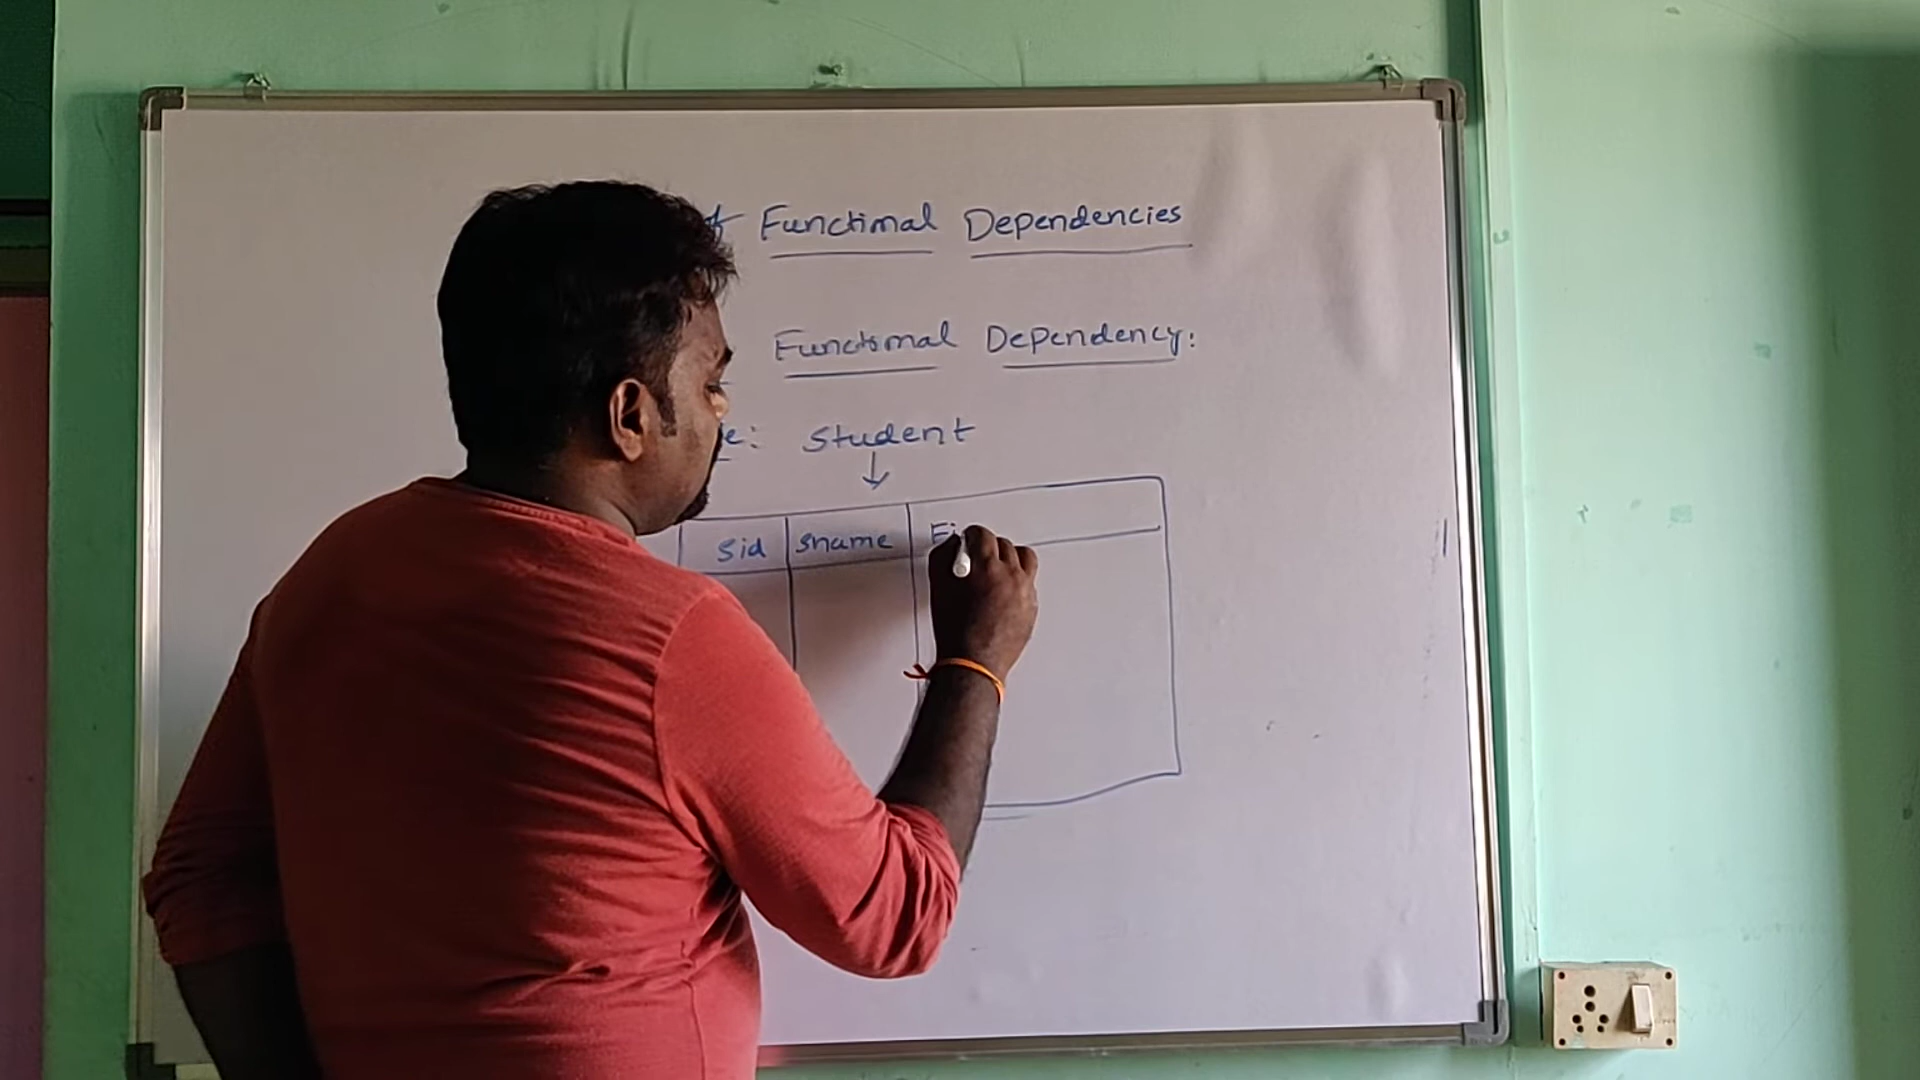 Functional Dependencies
Functional Dependency:
Student
Sid Sname